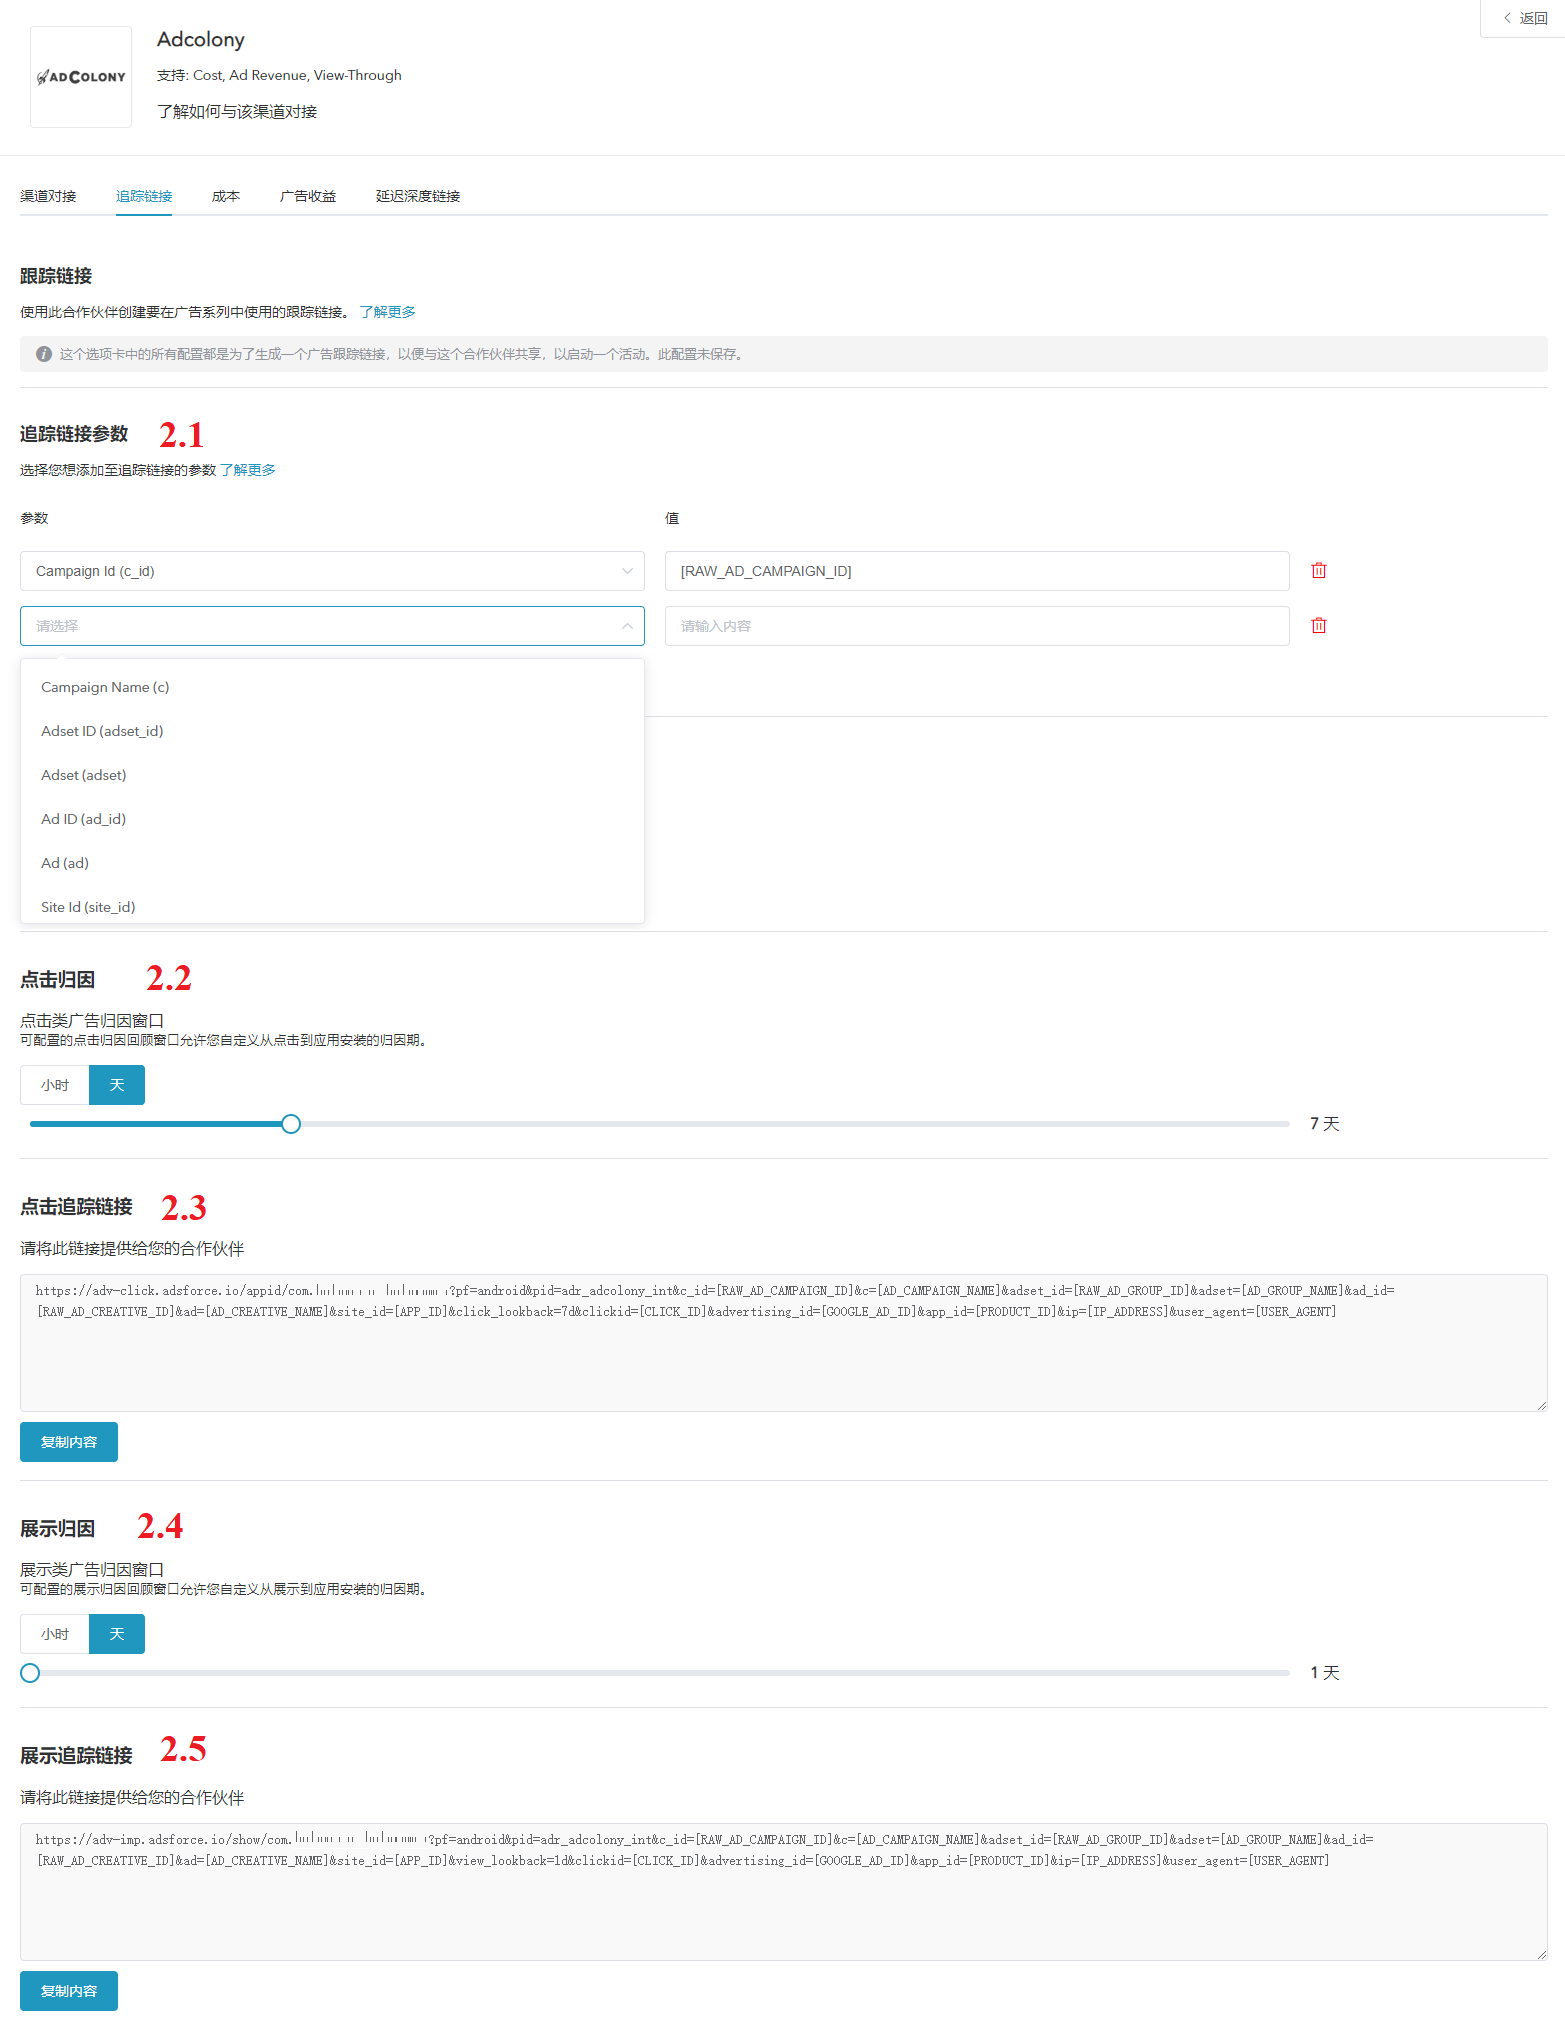 返回
Adcolony
ADCOLONY
支持: Cost, Ad Revenue, View-Through
了解如何与该渠道对接
渠道对接 追踪链接 成本 广告收益 延迟深度链接
跟踪链接
使用此合作伙伴创建要在广告系列中使用的跟踪链接。 了解更多
这个选项卡中的所有配置都是为了生成一个广告跟踪链接，以便与这个合作伙伴共享，以启动一个活动。此配置未保存。
追踪链接参数 2.1
选择您想添加至追踪链接的参数 了解更多
参数 值
Campaign Id (c_id) [RAW_AD_CAMPAIGN_ID]
请选择 请输入内容
Campaign Name (c)
Adset ID (adset_id)
Adset (adset)
Ad ID (ad_id)
Ad (ad)
Site Id (site_id)
点击归因 2.2
点击类广告归因窗口
可配置的点击归因回顾窗口允许您自定义从点击到应用安装的归因期。
小时 天
7 天
点击追踪链接 2.3
请将此链接提供给您的合作伙伴
https://adv-click.adsforce.io/appid/com. ?pf=android&pid=adr_adcolony_int&c_id=[RAW_AD_CAMPAIGN_ID]&c=[AD_CAMPAIGN_NAME]&adset_id=[RAW_AD_GROUP_ID]&adset=[AD_GROUP_NAME]&ad_id=
[RAW_AD_CREATIVE_ID]&ad=[AD_CREATIVE_NAME]&site_id=[APP_ID]&click_lookback=7d&clickid=[CLICK_ID]&advertising_id=[GOOGLE_AD_ID]&app_id=[PRODUCT_ID]&ip=[IP_ADDRESS]&user_agent=[USER_AGENT]
复制内容
展示归因 2.4
展示类广告归因窗口
可配置的展示归因回顾窗口允许您自定义从展示到应用安装的归因期。
小时 天
1 天
展示追踪链接 2.5
请将此链接提供给您的合作伙伴
https://adv-imp.adsforce.io/show/com. ?pf=android&pid=adr_adcolony_int&c_id=[RAW_AD_CAMPAIGN_ID]&c=[AD_CAMPAIGN_NAME]&adset_id=[RAW_AD_GROUP_ID]&adset=[AD_GROUP_NAME]&ad_id=
[RAW_AD_CREATIVE_ID]&ad=[AD_CREATIVE_NAME]&site_id=[APP_ID]&view_lookback=1d&clickid=[CLICK_ID]&advertising_id=[GOOGLE_AD_ID]&app_id=[PRODUCT_ID]&ip=[IP_ADDRESS]&user_agent=[USER_AGENT]
复制内容